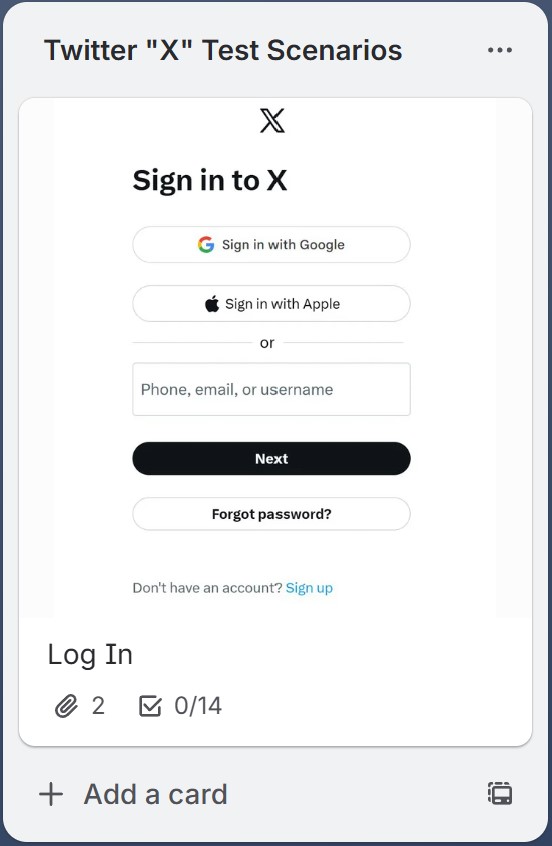 Twitter "X" Test Scenarios
Sign in to X
Sign in with Google
Sign in with Apple
or
Phone, email, or username
Next
Forgot password?
Don't have an account? Sign up
Log In
2 0/14
Add a card